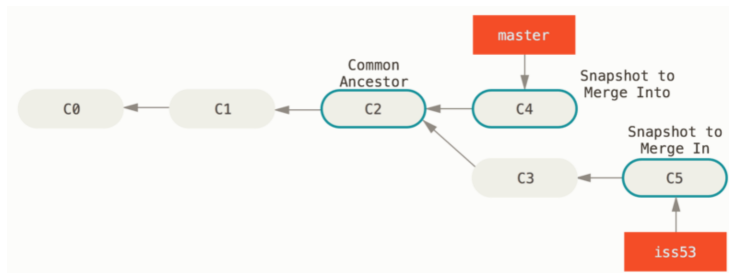 master
Common
Ancestor
Snapshot to
Merge Into
C0
C1
C2
C4
Snapshot to
Merge In
C3
C5
iss53